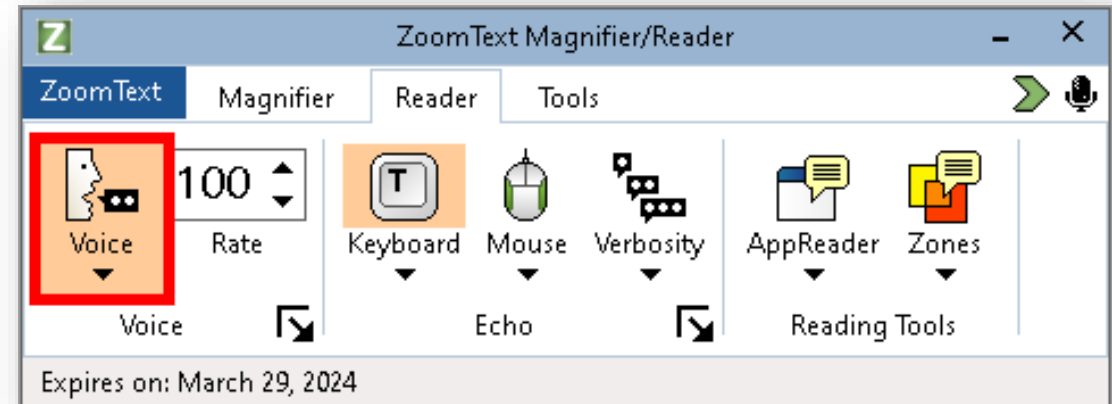 Z ZoomText Magnifier/Reader
ZoomText Magnifier Reader Tools
100 T
Voice Rate Keyboard Mouse Verbosity AppReader Zones
Voice Echo Reading Tools
Expires on: March 29, 2024